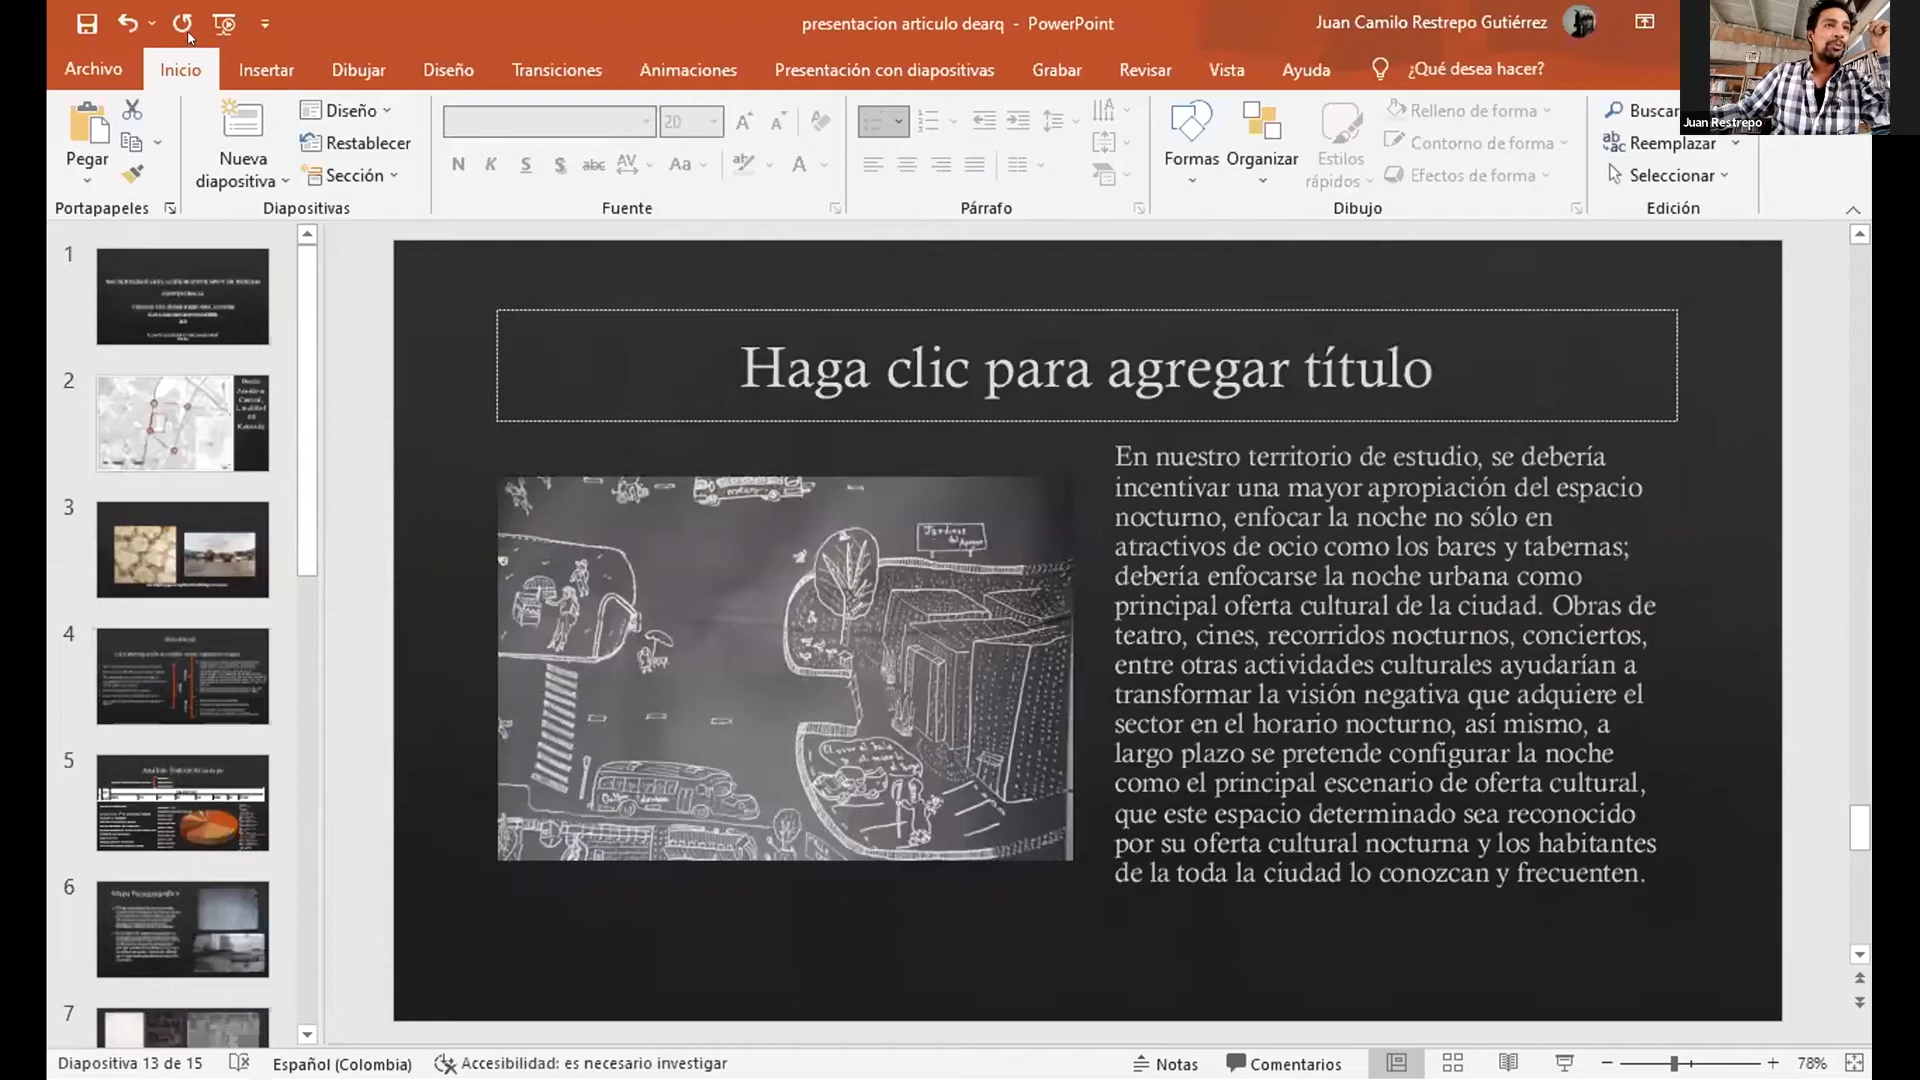 presentacion articulo dearq - PowerPoint
Juan Camilo Restrepo Gutiérrez
Archivo
Inicio
Insertar
Dibujar
Diseño
Transiciones
Animaciones
Presentación con diapositivas
Grabar
Revisar
Vista
Ayuda
¿Qué desea hacer?
Juan Restrepo
Pegar
Portapapeles
Nueva
diapositiva
Diseño
Restablecer
Sección
Diapositivas
20
N K S S abc AV Aa A
Fuente
Párrafo
Formas
Organizar
Estilos
rápidos
Relleno de forma
Contorno de forma
Efectos de forma
Dibujo
Buscar
Reemplazar
Seleccionar
Edición
1
2
3
4
5
6
7
Haga clic para agregar título
En nuestro territorio de estudio, se debería
incentivar una mayor apropiación del espacio
nocturno, enfocar la noche no sólo en
atractivos de ocio como los bares y tabernas;
debería enfocarse la noche urbana como
principal oferta cultural de la ciudad. Obras de
teatro, cines, recorridos nocturnos, conciertos,
entre otras actividades culturales ayudarían a
transformar la visión negativa que adquiere el
sector en el horario nocturno, así mismo, a
largo plazo se pretende configurar la noche
como el principal escenario de oferta cultural,
que este espacio determinado sea reconocido
por su oferta cultural nocturna y los habitantes
de la toda la ciudad lo conozcan y frecuenten.
Diapositiva 13 de 15
Español (Colombia)
Accesibilidad: es necesario investigar
Notas
Comentarios
78%